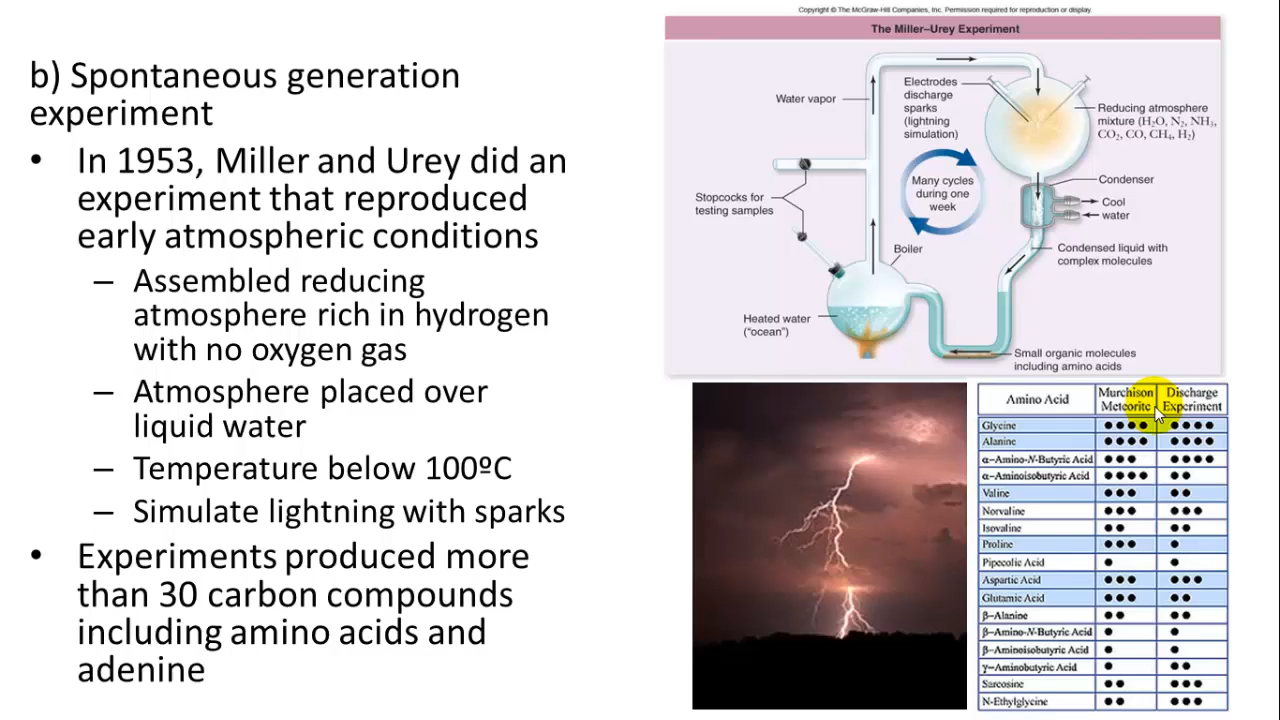 b) Spontaneous generation
experiment
• In 1953, Miller and Urey did an
experiment that reproduced
early atmospheric conditions
– Assembled reducing
atmosphere rich in hydrogen
with no oxygen gas
– Atmosphere placed over
liquid water
– Temperature below 100ºC
– Simulate lightning with sparks
• Experiments produced more
than 30 carbon compounds
including amino acids and
adenine
Copyright © The McGraw-Hill Companies, Inc. Permission required for reproduction or display.
The Miller–Urey Experiment
Water vapor
Electrodes
discharge
sparks
(lightning
simulation)
Reducing atmosphere
mixture (H₂O, N₂, NH₃,
CO₂, CO, CH₄, H₂)
Stopcocks for
testing samples
Many cycles
during one
week
Condenser
Cool
water
Boiler
Condensed liquid with
complex molecules
Heated water
("ocean")
Small organic molecules
including amino acids
Amino Acid Murchison Meteorite Discharge Experiment
Glycine ●●●● ●●●●
Alanine ●●●● ●●●●
α–Amino-N-Butyric Acid ●●● ●●●●
α–Aminoisobutyric Acid ●●●● ●●
Valine ●●● ●●
Norvaline ●●● ●●●
Isovaline ●● ●●
Proline ●●● ●
Pipecolic Acid ● ●
Aspartic Acid ●●● ●●●
Glutamic Acid ●●● ●●
β–Alanine ●● ●●
β–Amino-N-Butyric Acid ● ●
β–Aminoisobutyric Acid ● ●
γ–Aminobutyric Acid ● ●●
Sarcosine ●● ●●●
N-Ethylglycine ●● ●●●